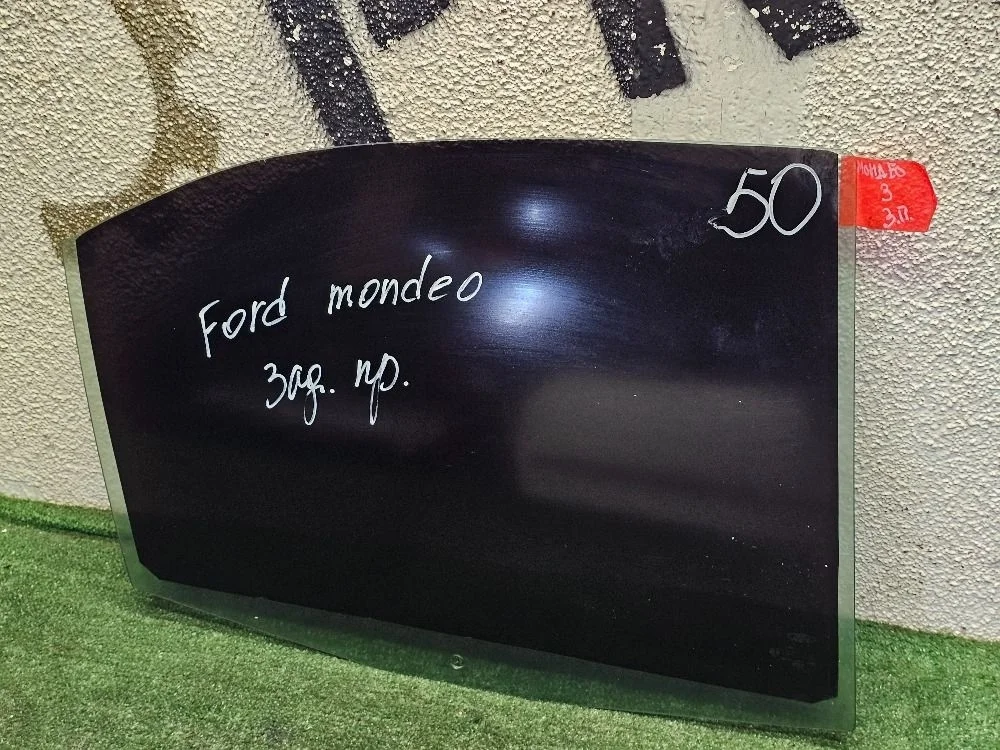 50
Ford mondeo
зад. пр.
МОНДЕО
3
З.П.